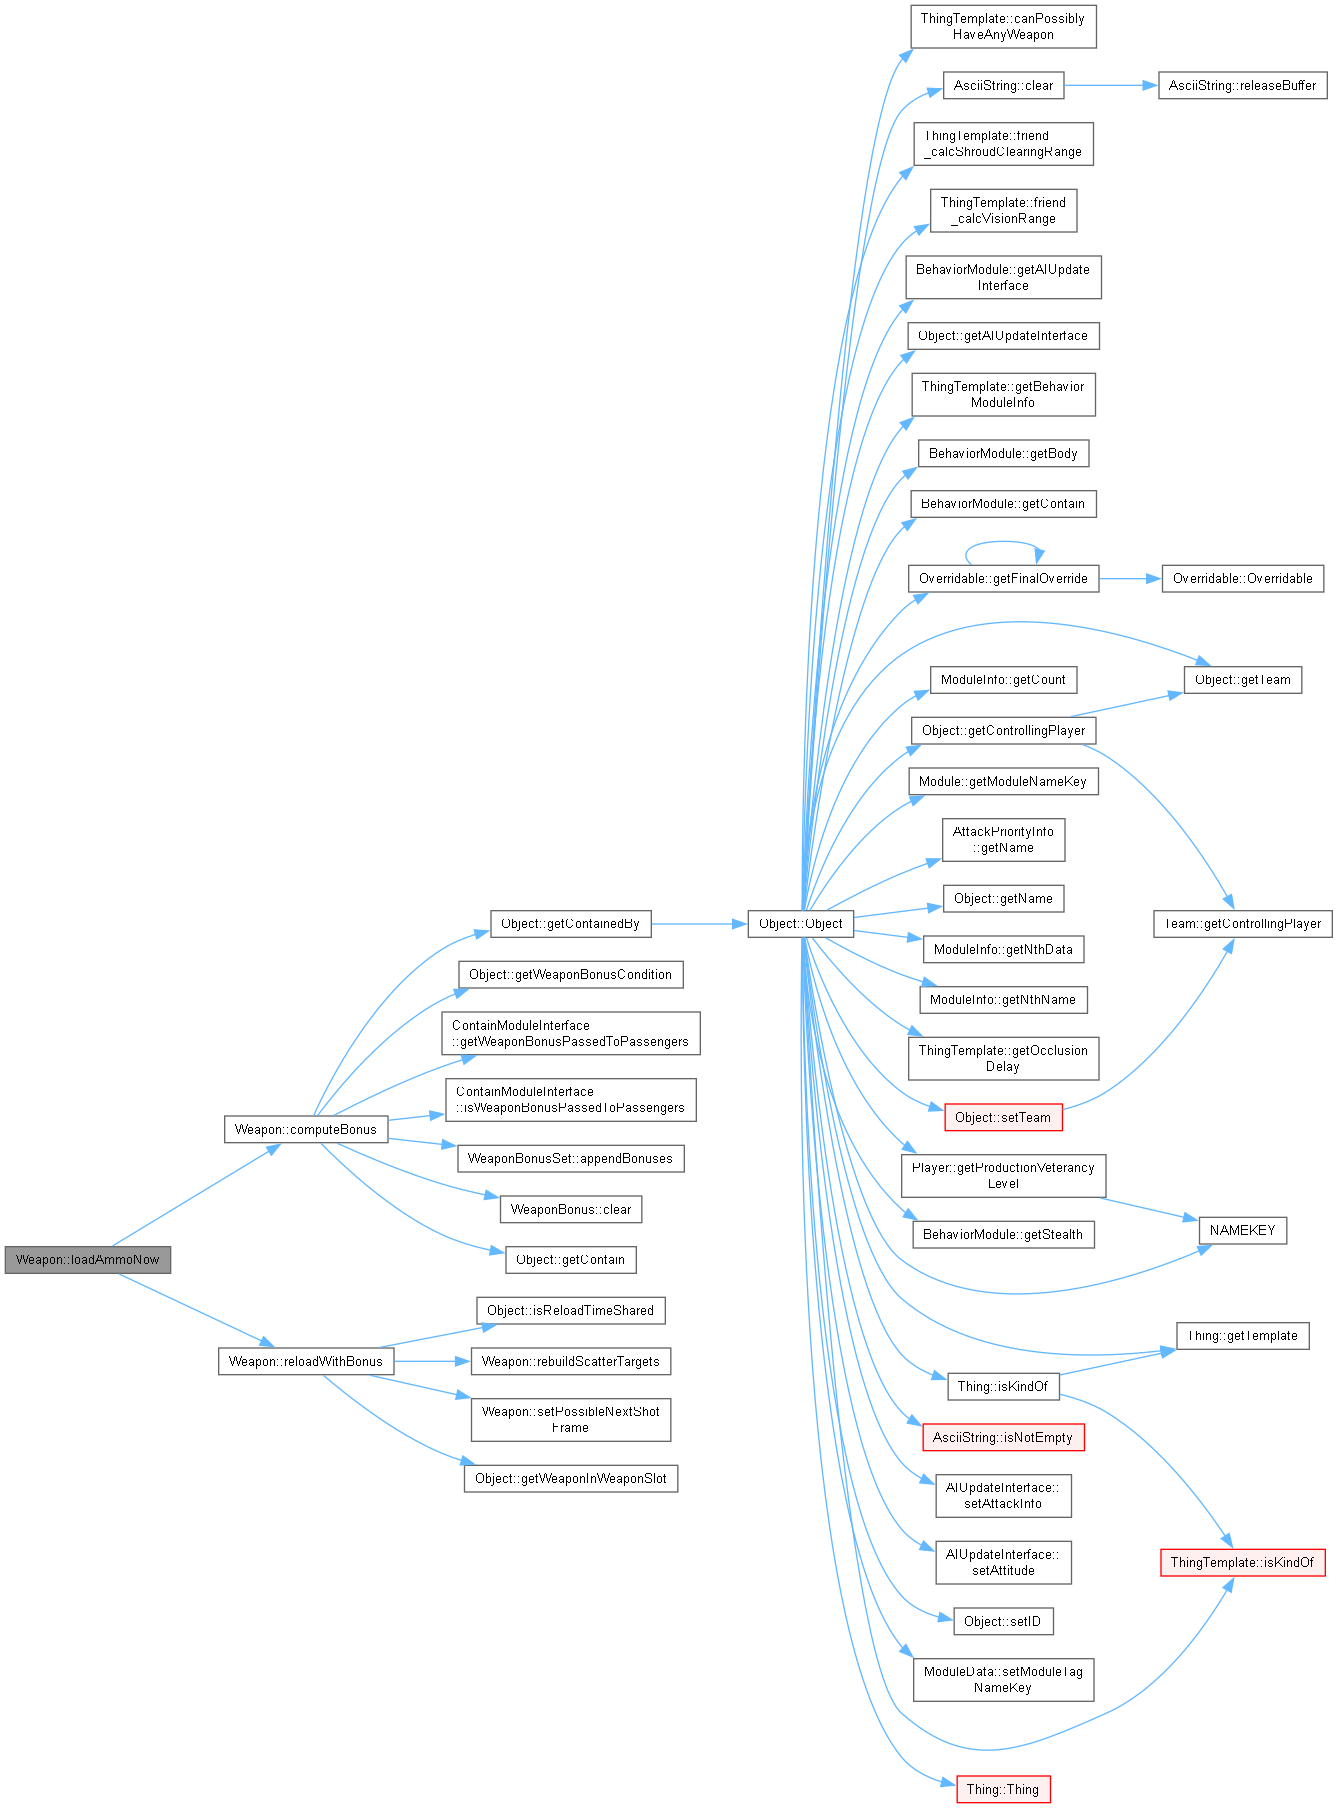 Weapon::loadAmmoNow
Weapon::computeBonus
Weapon::reloadWithBonus
Object::getContainedBy
Object::getWeaponBonusCondition
ContainModuleInterface
::getWeaponBonusPassedToPassengers
ContainModuleInterface
::isWeaponBonusPassedToPassengers
WeaponBonusSet::appendBonuses
WeaponBonus::clear
Object::getContain
Object::isReloadTimeShared
Weapon::rebuildScatterTargets
Weapon::setPossibleNextShot
Frame
Object::getWeaponInWeaponSlot
Object::Object
ThingTemplate::canPossibly
HaveAnyWeapon
AsciiString::clear
ThingTemplate::friend
_calcShroudClearingRange
ThingTemplate::friend
_calcVisionRange
BehaviorModule::getAIUpdate
Interface
Object::getAIUpdateInterface
ThingTemplate::getBehavior
ModuleInfo
BehaviorModule::getBody
BehaviorModule::getContain
Overridable::getFinalOverride
ModuleInfo::getCount
Object::getControllingPlayer
Module::getModuleNameKey
AttackPriorityInfo
::getName
Object::getName
ModuleInfo::getNthData
ModuleInfo::getNthName
ThingTemplate::getOcclusion
Delay
Object::setTeam
Player::getProductionVeterancy
Level
BehaviorModule::getStealth
Thing::isKindOf
AsciiString::isNotEmpty
AIUpdateInterface::
setAttackInfo
AIUpdateInterface::
setAttitude
Object::setID
ModuleData::setModuleTag
NameKey
Thing::Thing
AsciiString::releaseBuffer
Overridable::Overridable
Object::getTeam
Team::getControllingPlayer
NAMEKEY
Thing::getTemplate
ThingTemplate::isKindOf